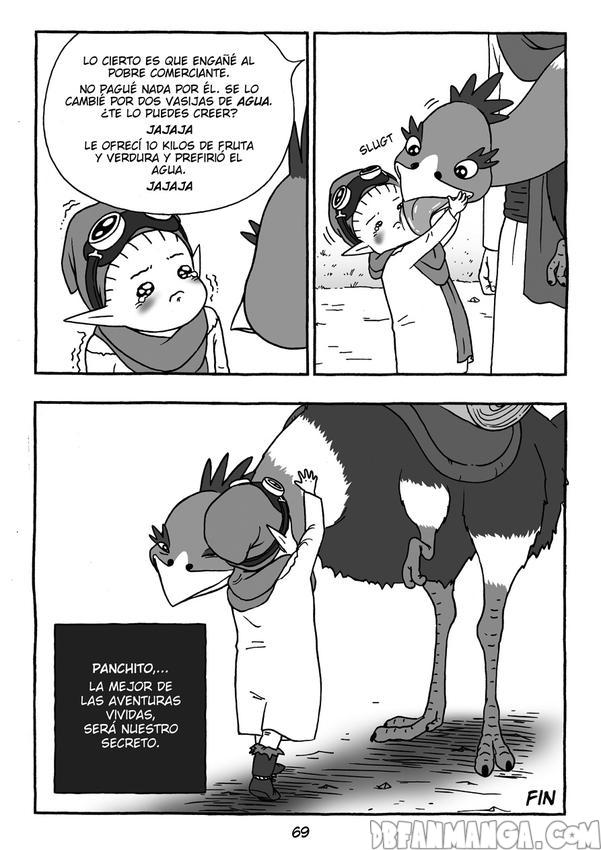 LO CIERTO ES QUE ENGAÑÉ AL
POBRE COMERCIANTE.
NO PAGUÉ NADA POR ÉL. SE LO
CAMBIÉ POR DOS VASIJAS DE AGUA.
¿TE LO PUEDES CREER?
JAJAJA
LE OFRECÍ 10 KILOS DE FRUTA
Y VERDURA Y PREFIRIÓ EL
AGUA.
JAJAJA
SLUGT
PANCHITO,...
LA MEJOR DE
LAS AVENTURAS
VIVIDAS,
SERÁ NUESTRO
SECRETO.
FIN
69
DBFANMANGA.COM